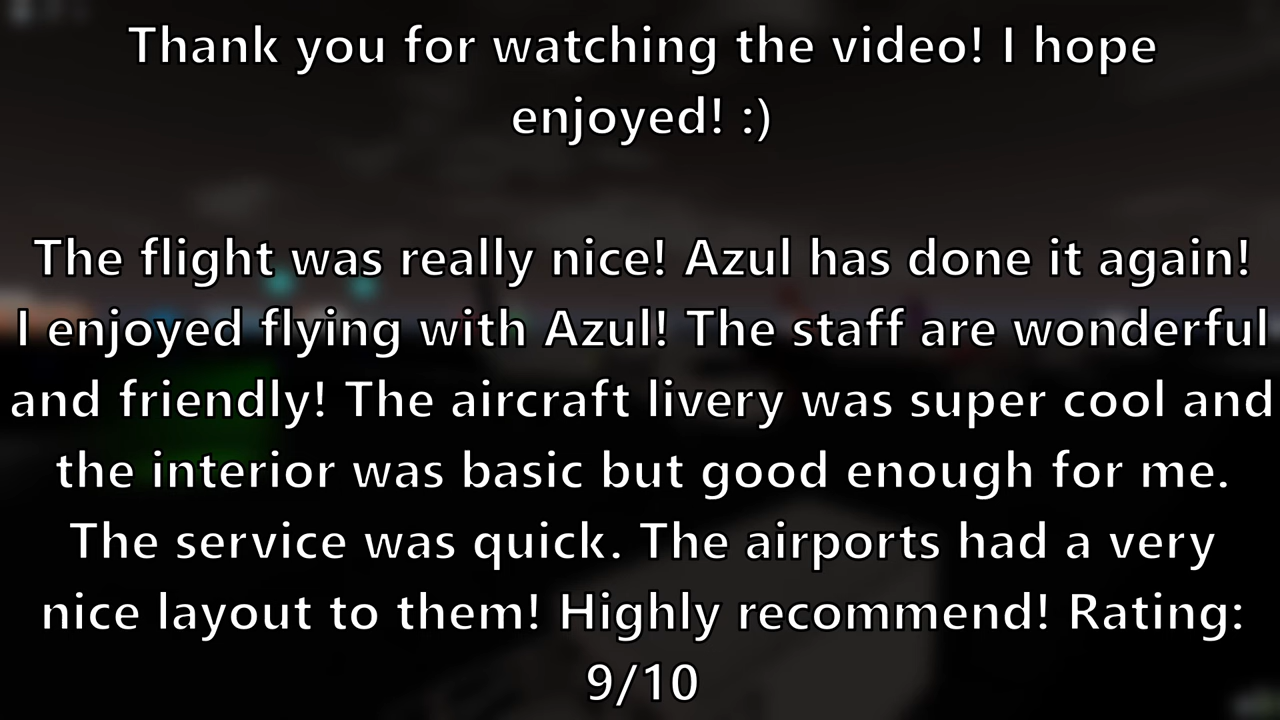 Thank you for watching the video! I hope
enjoyed! :)
The flight was really nice! Azul has done it again!
I enjoyed flying with Azul! The staff are wonderful
and friendly! The aircraft livery was super cool and
the interior was basic but good enough for me.
The service was quick. The airports had a very
nice layout to them! Highly recommend! Rating:
9/10